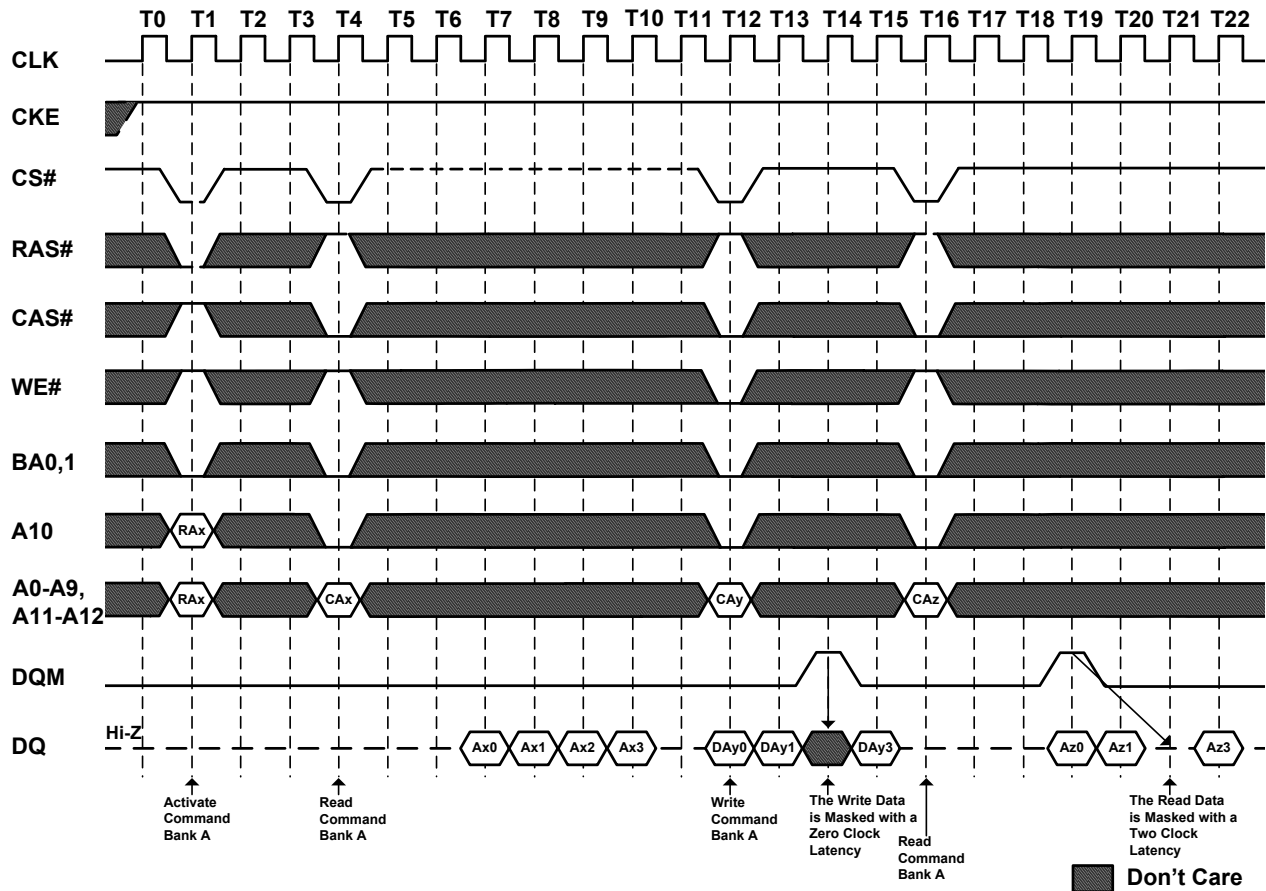 T0 T1 T2 T3 T4 T5 T6 T7 T8 T9 T10 T11 T12 T13 T14 T15 T16 T17 T18 T19 T20 T21 T22
CLK
CKE
CS#
RAS#
CAS#
WE#
BA0,1
A10
RAx
A0-A9,
A11-A12
RAx CAx CAy CAz
DQM
Hi-Z
DQ
Ax0 Ax1 Ax2 Ax3 DAy0 DAy1 DAy3 Az0 Az1 Az3
Activate
Command
Bank A
Read
Command
Bank A
Write
Command
Bank A
The Write Data
is Masked with a
Zero Clock
Latency
Read
Command
Bank A
The Read Data
is Masked with a
Two Clock
Latency
Don't Care